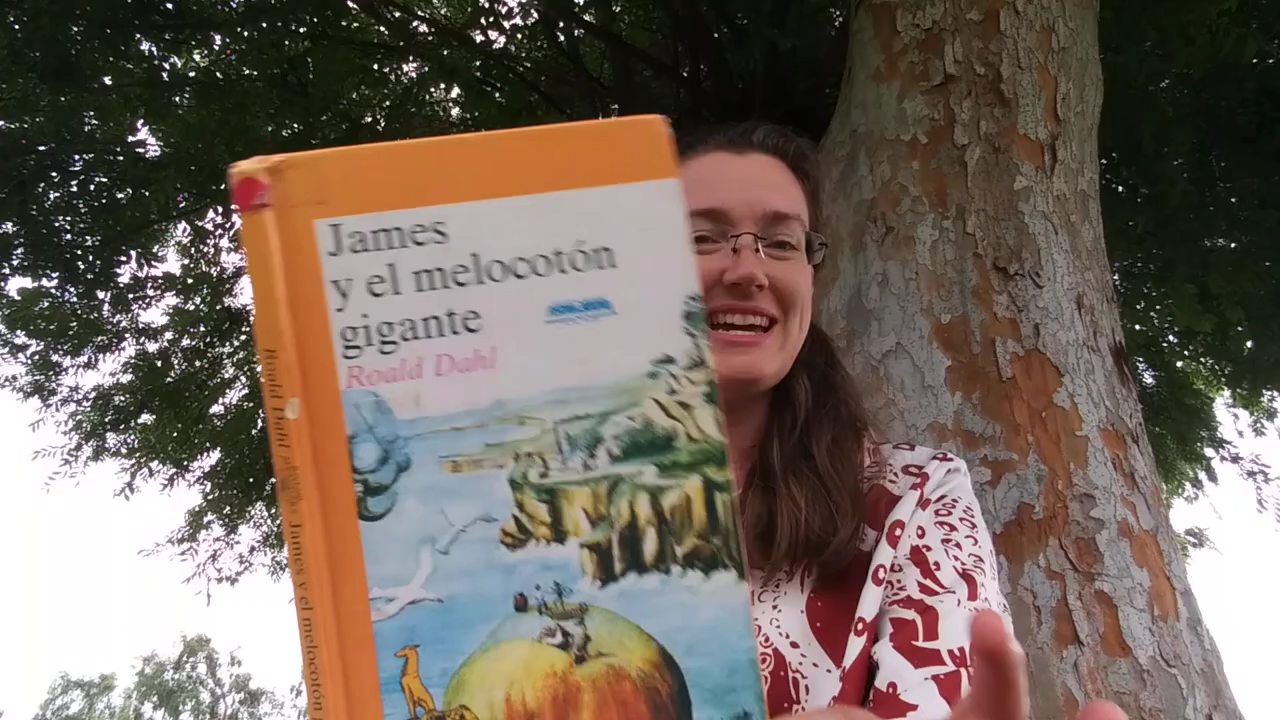 James
y el melocotón
gigante
Roald Dahl
Roald Dahl
James y el melocotón